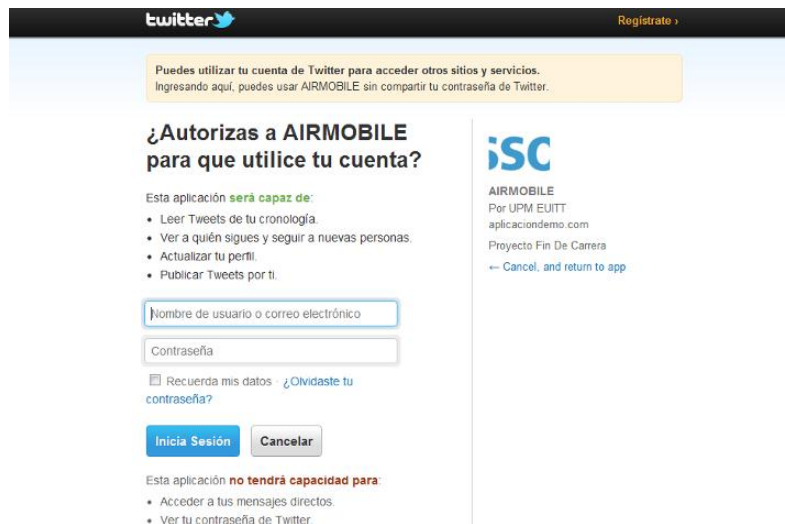 twitter
Regístrate ›
Puedes utilizar tu cuenta de Twitter para acceder otros sitios y servicios.
Ingresando aquí, puedes usar AIRMOBILE sin compartir tu contraseña de Twitter.
¿Autorizas a AIRMOBILE
para que utilice tu cuenta?
Esta aplicación será capaz de:
• Leer Tweets de tu cronología.
• Ver a quién sigues y seguir a nuevas personas.
• Actualizar tu perfil.
• Publicar Tweets por ti.
Nombre de usuario o correo electrónico
Contraseña
Recuerda mis datos · ¿Olvidaste tu
contraseña?
Inicia Sesión
Cancelar
Esta aplicación no tendrá capacidad para:
• Acceder a tus mensajes directos.
• Ver tu contraseña de Twitter
SSC
AIRMOBILE
Por UPM EUITT
aplicaciondemo.com
Proyecto Fin De Carrera
← Cancel, and return to app